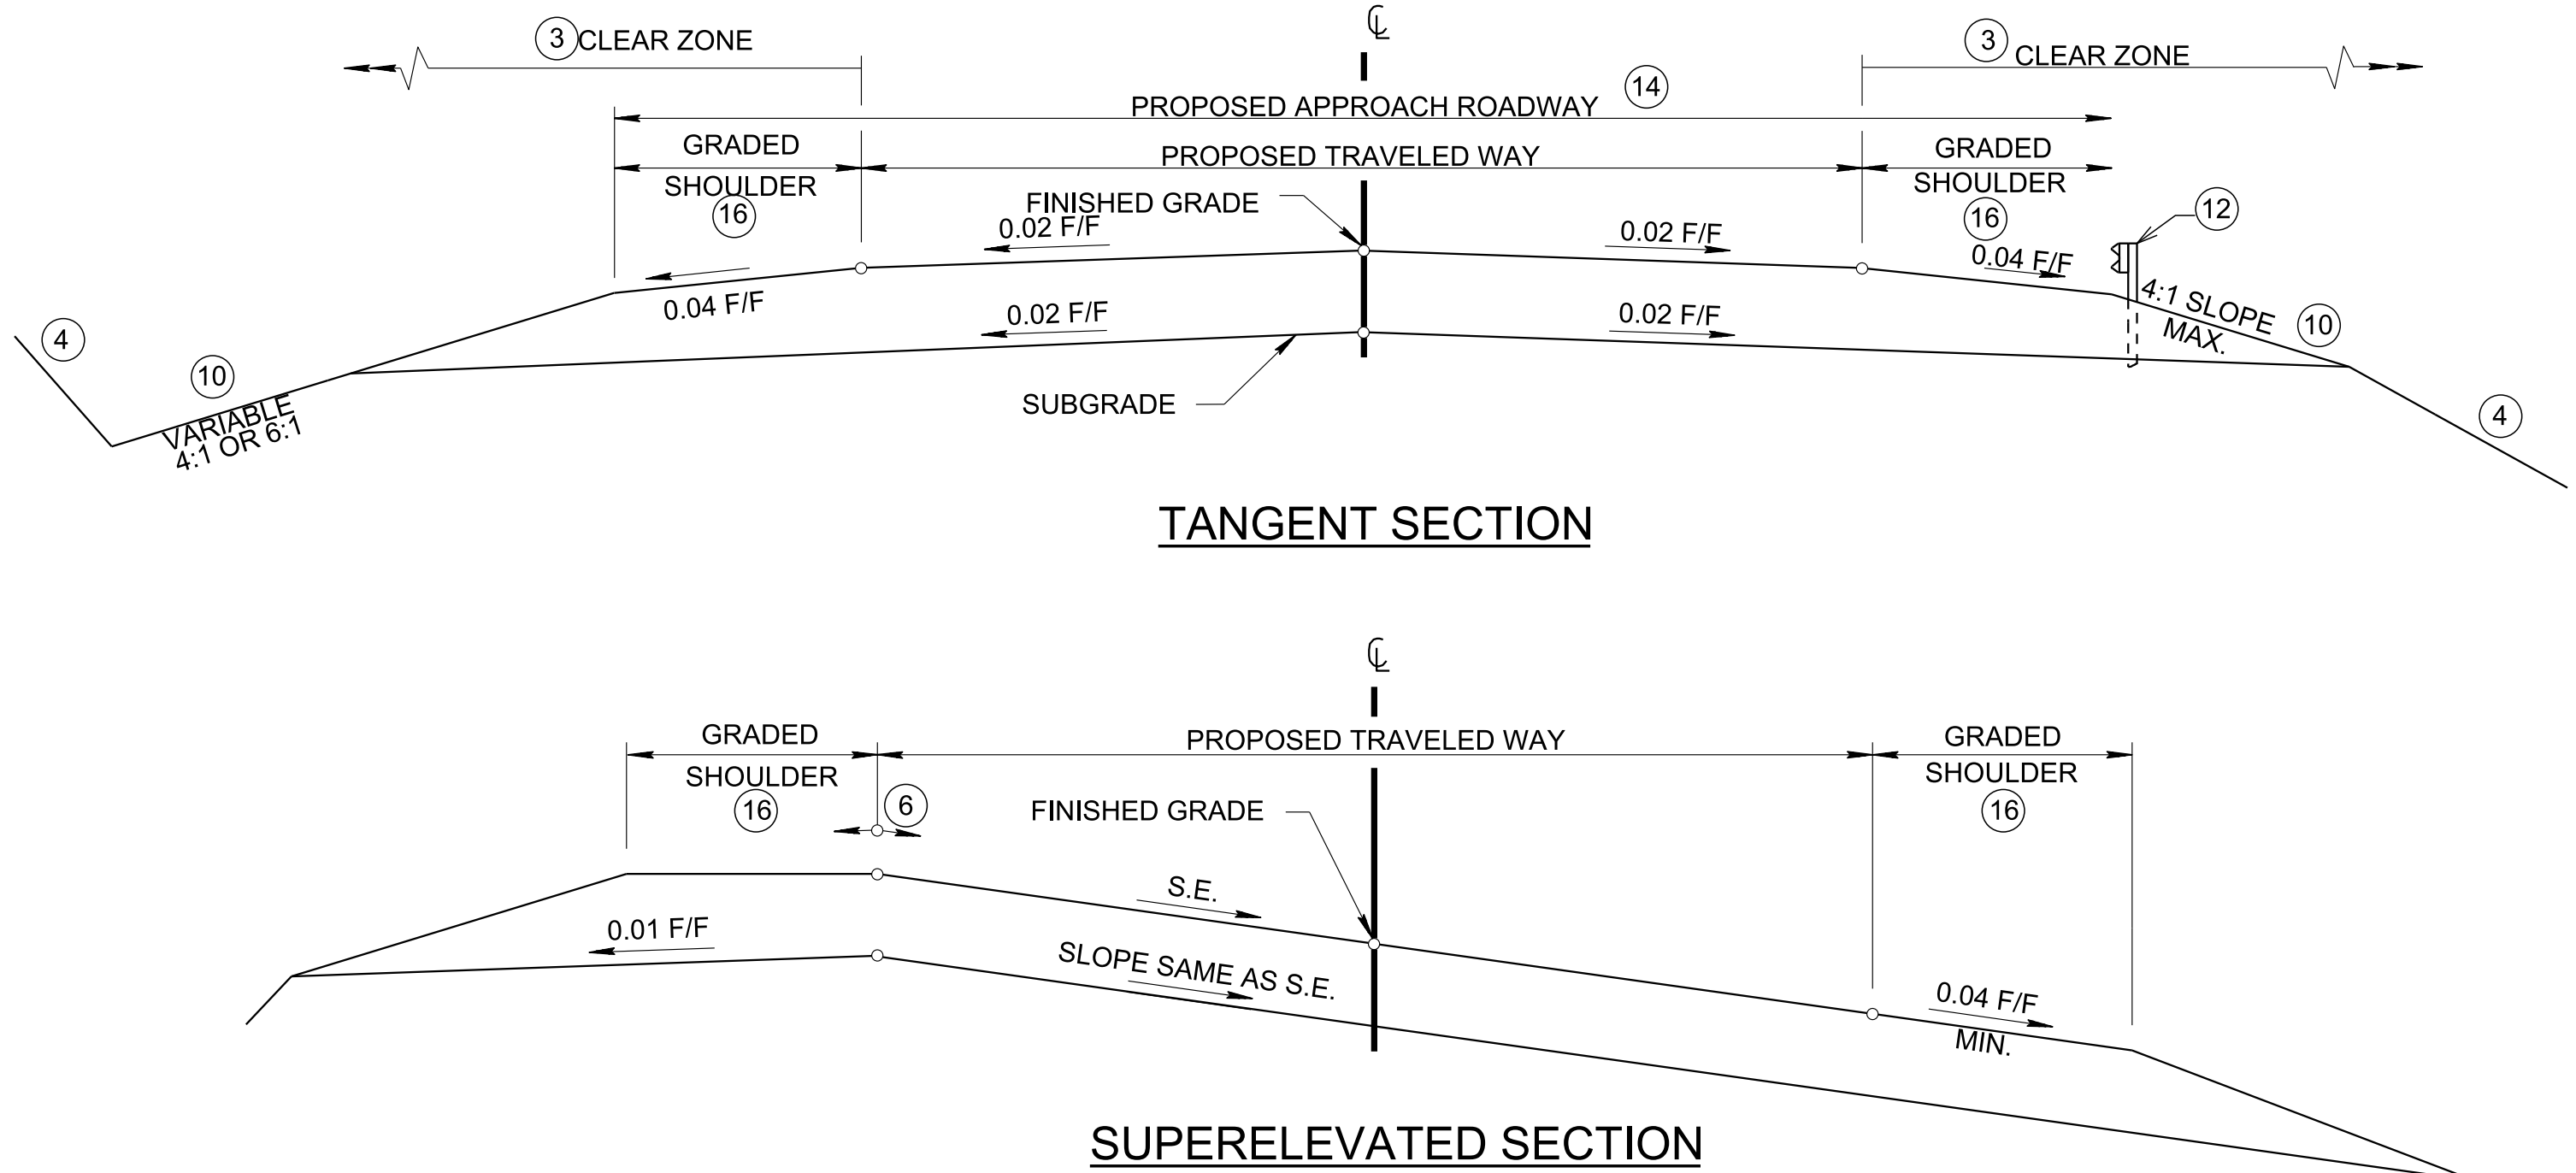 ℄
3 CLEAR ZONE
3 CLEAR ZONE
PROPOSED APPROACH ROADWAY 14
GRADED
SHOULDER
16
PROPOSED TRAVELED WAY
GRADED
SHOULDER
16
12
FINISHED GRADE
0.02 F/F
0.02 F/F
0.04 F/F
0.04 F/F
0.02 F/F
0.02 F/F
4:1 SLOPE
MAX.
10
4
10
VARIABLE
4:1 OR 6:1
SUBGRADE
4
TANGENT SECTION
℄
GRADED
SHOULDER
16
PROPOSED TRAVELED WAY
GRADED
SHOULDER
16
6
FINISHED GRADE
S.E.
0.01 F/F
SLOPE SAME AS S.E.
0.04 F/F
MIN.
SUPERELEVATED SECTION